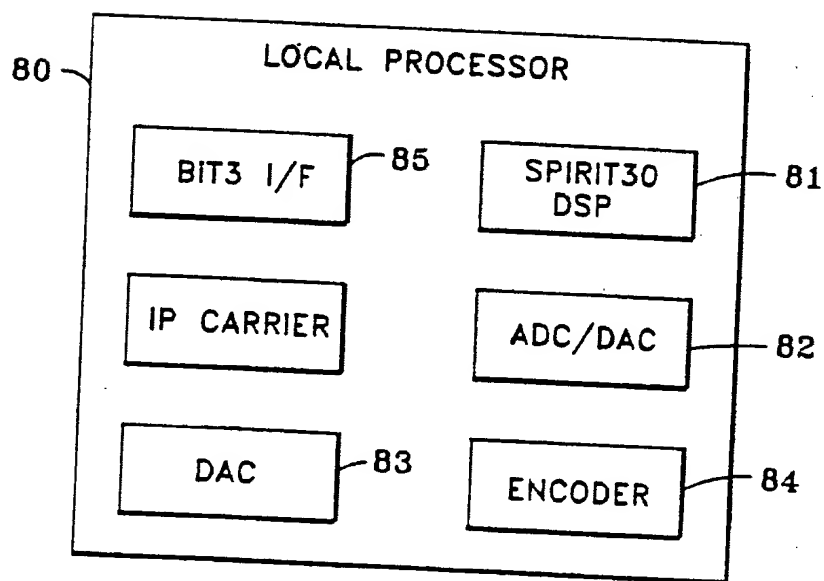 LOCAL PROCESSOR
80
BIT3 I/F
85
SPIRIT30
DSP
81
IP CARRIER
ADC/DAC
82
DAC
83
ENCODER
84